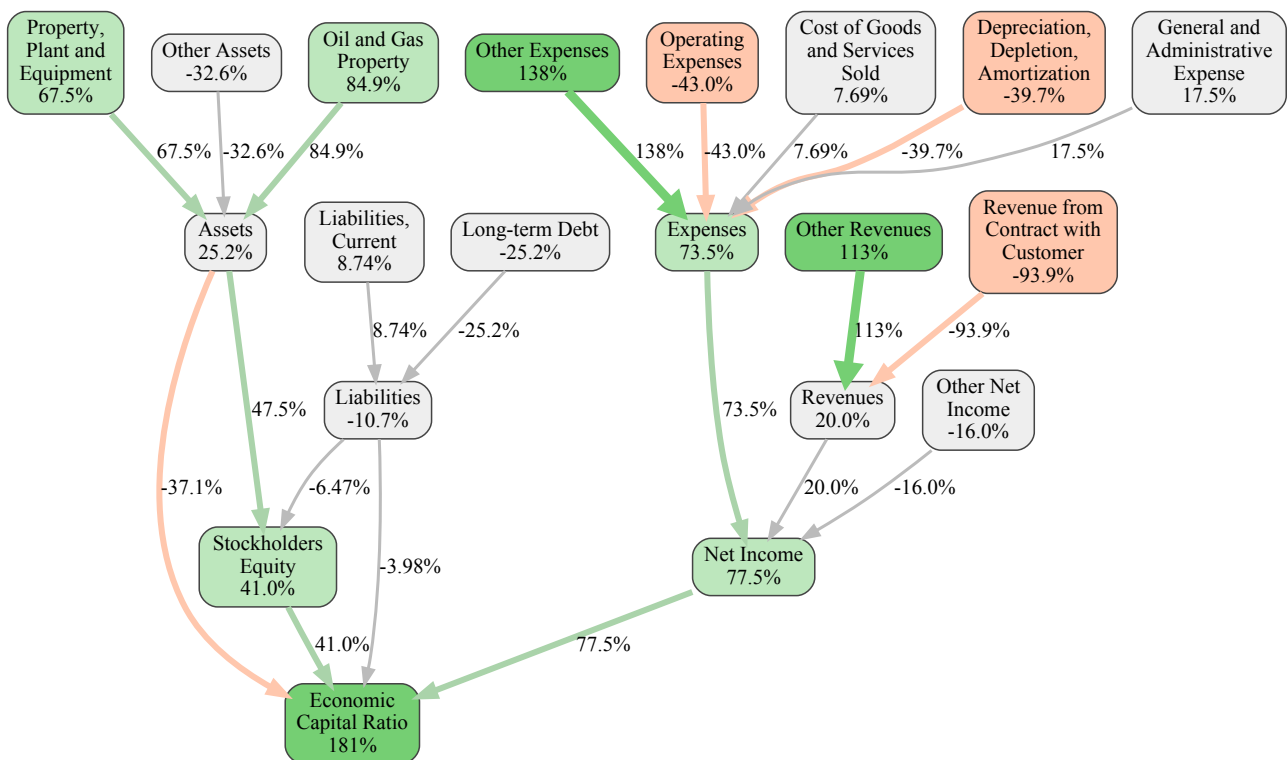 Property,
Plant and
Equipment
67.5%
Other Assets
-32.6%
Oil and Gas
Property
84.9%
Other Expenses
138%
Operating
Expenses
-43.0%
Cost of Goods
and Services
Sold
7.69%
Depreciation,
Depletion,
Amortization
-39.7%
General and
Administrative
Expense
17.5%
67.5%
-32.6%
84.9%
138%
-43.0%
7.69%
-39.7%
17.5%
Assets
25.2%
Liabilities,
Current
8.74%
Long-term Debt
-25.2%
Expenses
73.5%
Other Revenues
113%
Revenue from
Contract with
Customer
-93.9%
8.74%
-25.2%
113%
-93.9%
47.5%
Liabilities
-10.7%
73.5%
Revenues
20.0%
Other Net
Income
-16.0%
-37.1%
-6.47%
20.0%
-16.0%
Stockholders
Equity
41.0%
-3.98%
Net Income
77.5%
41.0%
77.5%
Economic
Capital Ratio
181%